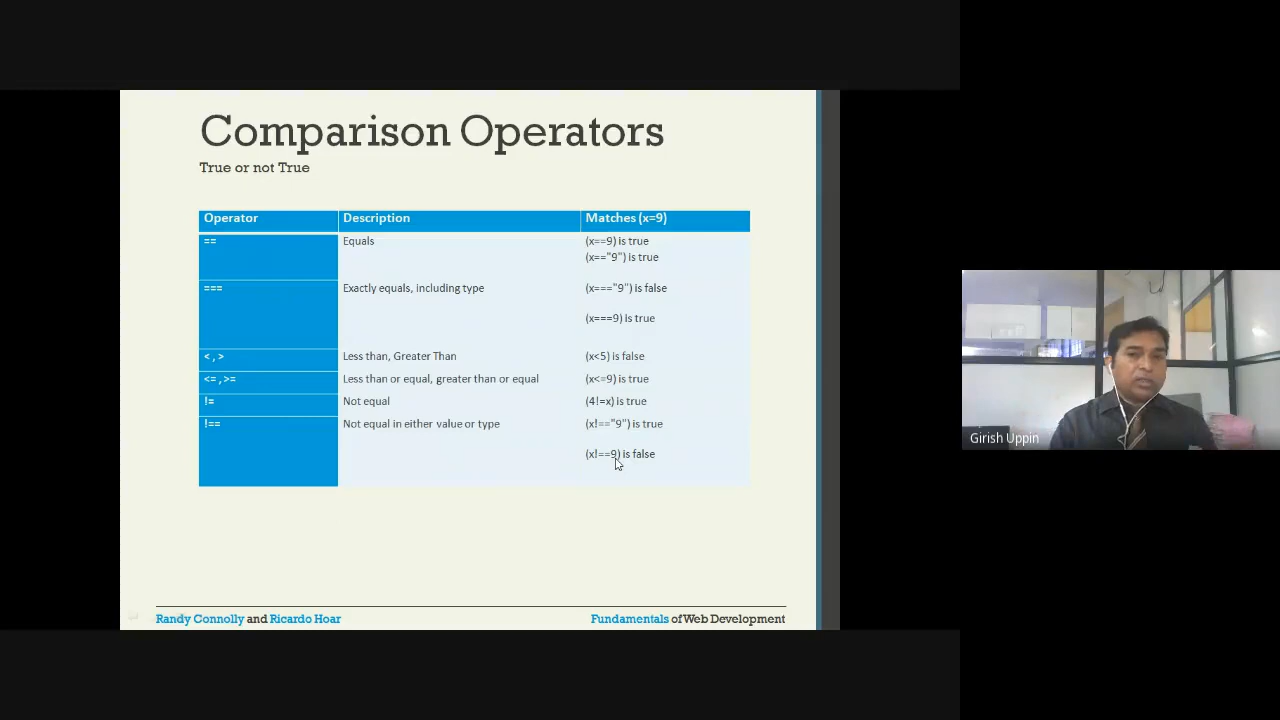 Comparison Operators
True or not True
Operator Description Matches (x=9)
== Equals (x==9) is true
(x=="9") is true
=== Exactly equals, including type (x==="9") is false
(x===9) is true
< , > Less than, Greater Than (x<5) is false
<= ,>= Less than or equal, greater than or equal (x<=9) is true
!= Not equal (4!=x) is true
!== Not equal in either value or type (x!=="9") is true
(x!==9) is false
Girish Uppin
Randy Connolly and Ricardo Hoar Fundamentals of Web Development